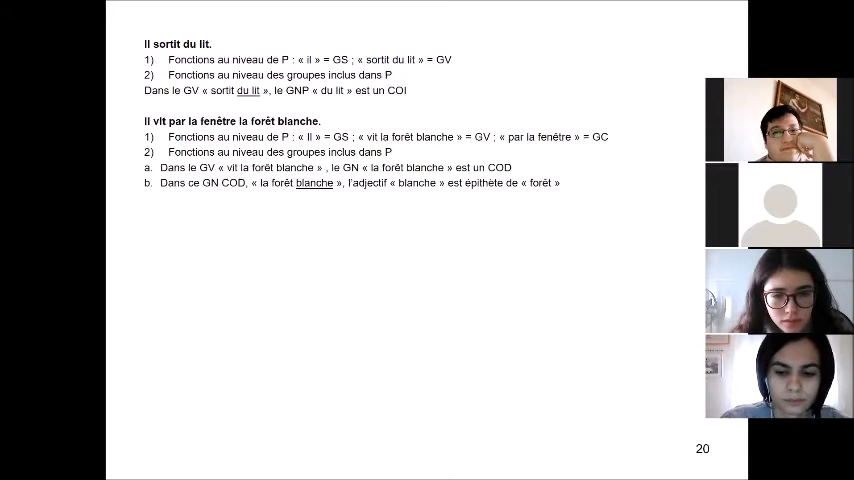 Il sortit du lit.
1) Fonctions au niveau de P : « il » = GS ; « sortit du lit » = GV
2) Fonctions au niveau des groupes inclus dans P
Dans le GV « sortit du lit », le GNP « du lit » est un COI
Il vit par la fenêtre la forêt blanche.
1) Fonctions au niveau de P : « Il » = GS ; « vit la forêt blanche » = GV ; « par la fenêtre » = GC
2) Fonctions au niveau des groupes inclus dans P
a. Dans le GV « vit la forêt blanche » , le GN « la forêt blanche » est un COD
b. Dans ce GN COD, « la forêt blanche », l'adjectif « blanche » est épithète de « forêt »
20